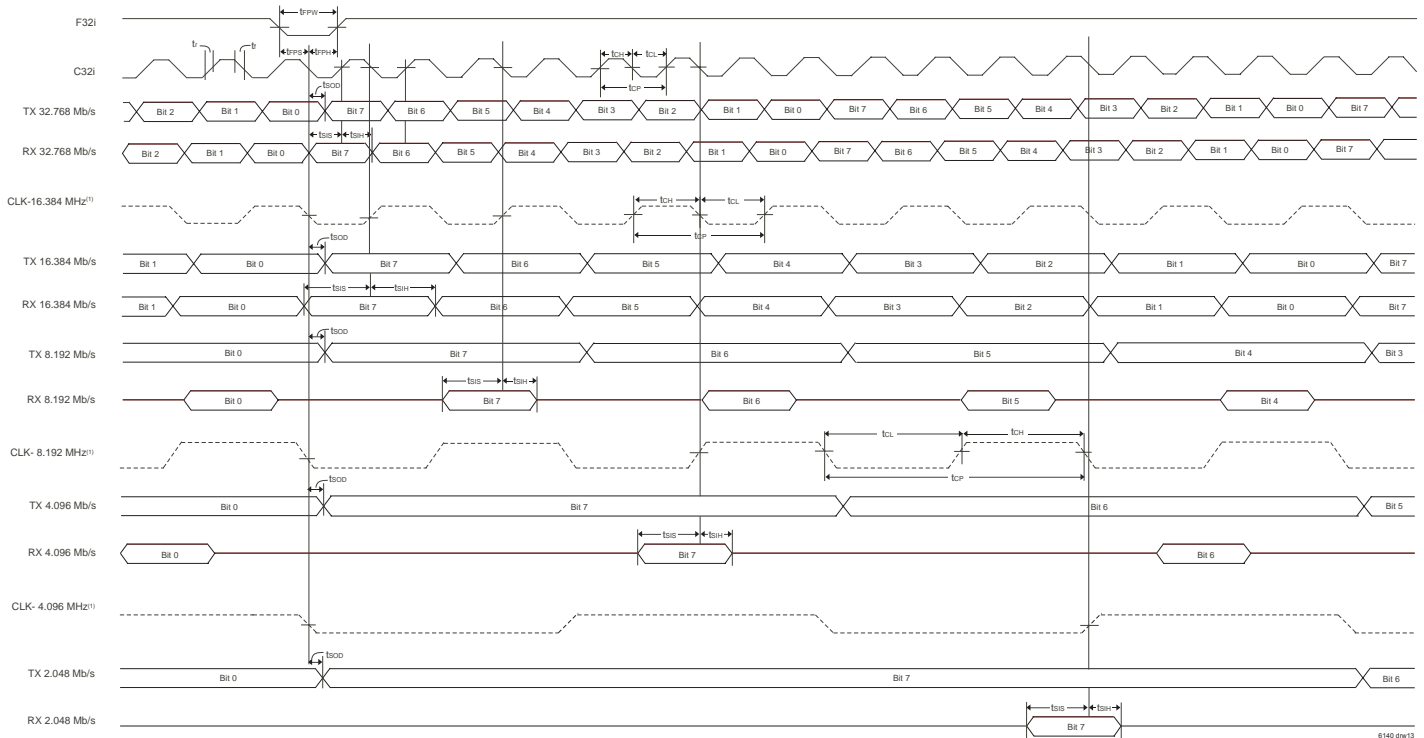 F32i
tFPW
tr
tf
tFPS
tFPH
tCH
tCL
C32i
tSOD
tCP
TX 32.768 Mb/s
Bit 2 Bit 1 Bit 0 Bit 7 Bit 6 Bit 5 Bit 4 Bit 3 Bit 2 Bit 1 Bit 0 Bit 7 Bit 6 Bit 5 Bit 4 Bit 3 Bit 2 Bit 1 Bit 0 Bit 7
tSIS tSIH
RX 32.768 Mb/s
Bit 2 Bit 1 Bit 0 Bit 7 Bit 6 Bit 5 Bit 4 Bit 3 Bit 2 Bit 1 Bit 0 Bit 7 Bit 6 Bit 5 Bit 4 Bit 3 Bit 2 Bit 1 Bit 0 Bit 7
CLK-16.384 MHz(1)
tCH tCL
tCP
tSOD
TX 16.384 Mb/s
Bit 1 Bit 0 Bit 7 Bit 6 Bit 5 Bit 4 Bit 3 Bit 2 Bit 1 Bit 0 Bit 7
tSIS tSIH
RX 16.384 Mb/s
Bit 1 Bit 0 Bit 7 Bit 6 Bit 5 Bit 4 Bit 3 Bit 2 Bit 1 Bit 0 Bit 7
tSOD
TX 8.192 Mb/s
Bit 0 Bit 7 Bit 6 Bit 5 Bit 4 Bit 3
tSIS tSIH
RX 8.192 Mb/s
Bit 0 Bit 7 Bit 6 Bit 5 Bit 4
tCL tCH
CLK- 8.192 MHz(1)
tCP
tSOD
TX 4.096 Mb/s
Bit 0 Bit 7 Bit 6 Bit 5
tSIS tSIH
RX 4.096 Mb/s
Bit 0 Bit 7 Bit 6
CLK- 4.096 MHz(1)
tSOD
TX 2.048 Mb/s
Bit 0 Bit 7 Bit 6
tSIS tSIH
RX 2.048 Mb/s
Bit 7
6140 drw13